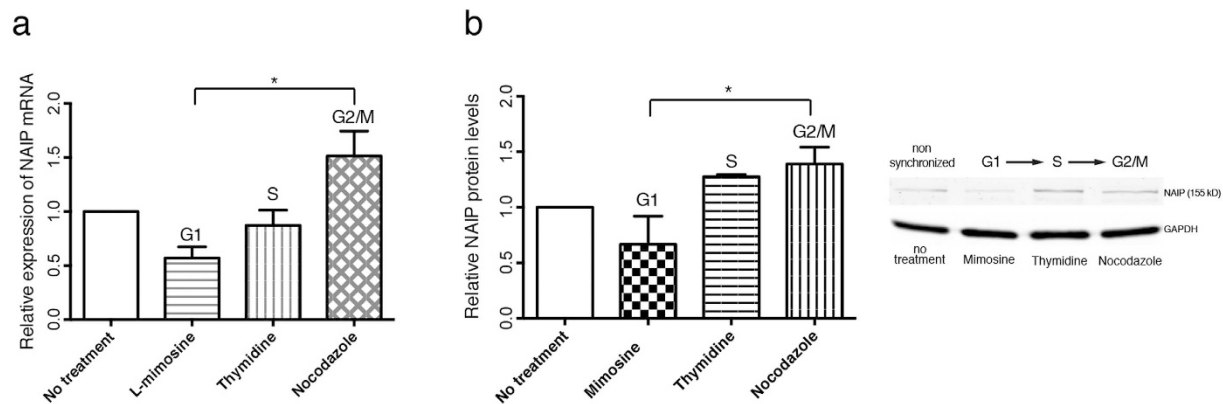 a
Relative expression of NAIP mRNA
2.0
1.5
1.0
0.5
0.0
*
G1
S
G2/M
No treatment
L-mimosine
Thymidine
Nocodazole
b
Relative NAIP protein levels
2.0
1.5
1.0
0.5
0.0
*
G1
S
G2/M
No treatment
Mimosine
Thymidine
Nocodazole
non
synchronized
G1
S
G2/M
NAIP (155 kD)
GAPDH
no
treatment
Mimosine
Thymidine
Nocodazole